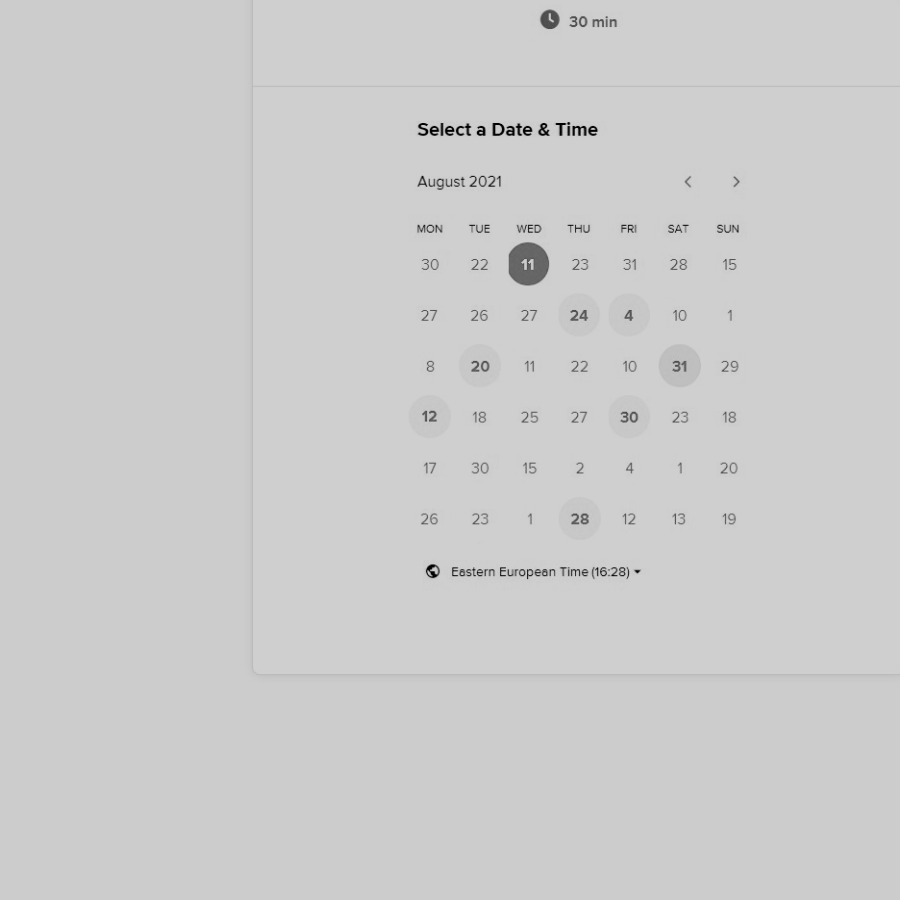 30 min
Select a Date & Time
August 2021
MON TUE WED THU FRI SAT SUN
30 22 11 23 31 28 15
27 26 27 24 4 10 1
8 20 11 22 10 31 29
12 18 25 27 30 23 18
17 30 15 2 4 1 20
26 23 1 28 12 13 19
Eastern European Time (16:28)